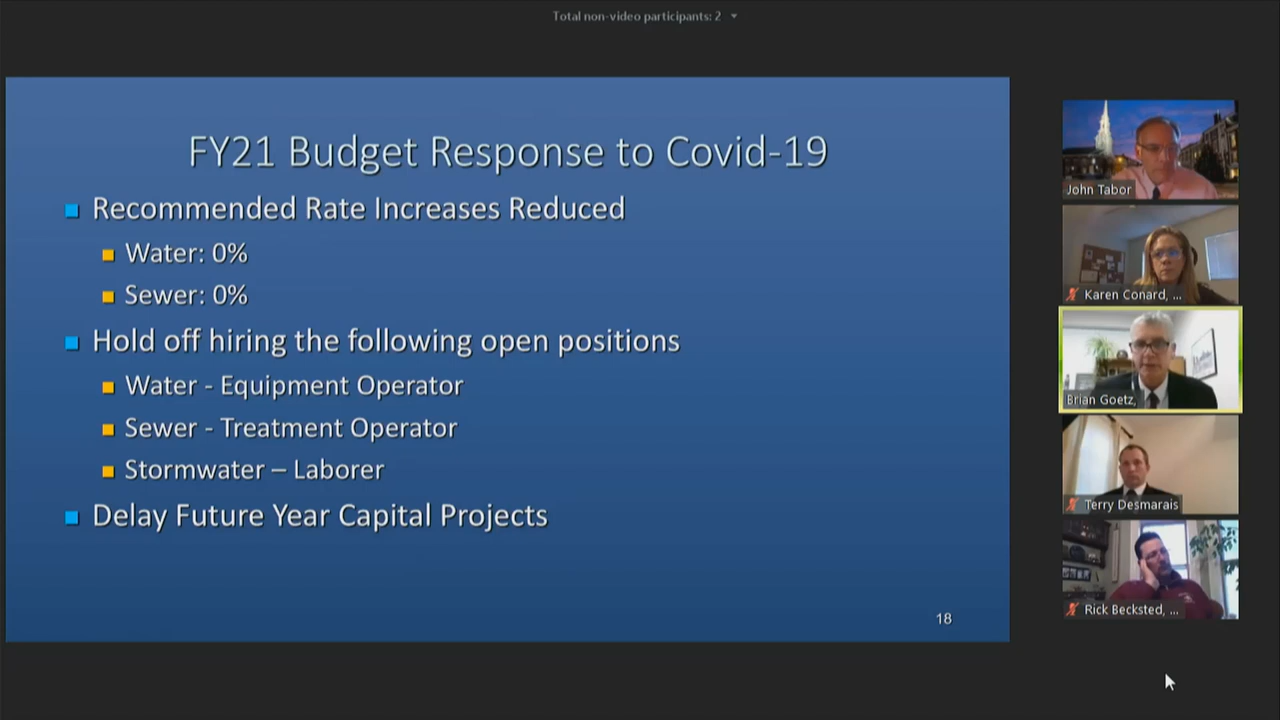 Total non-video participants: 2
FY21 Budget Response to Covid-19
Recommended Rate Increases Reduced
Water: 0%
Sewer: 0%
Hold off hiring the following open positions
Water - Equipment Operator
Sewer - Treatment Operator
Stormwater – Laborer
Delay Future Year Capital Projects
18
John Tabor
Karen Conard, ...
Brian Goetz,
Terry Desmarais
Rick Becksted, ...